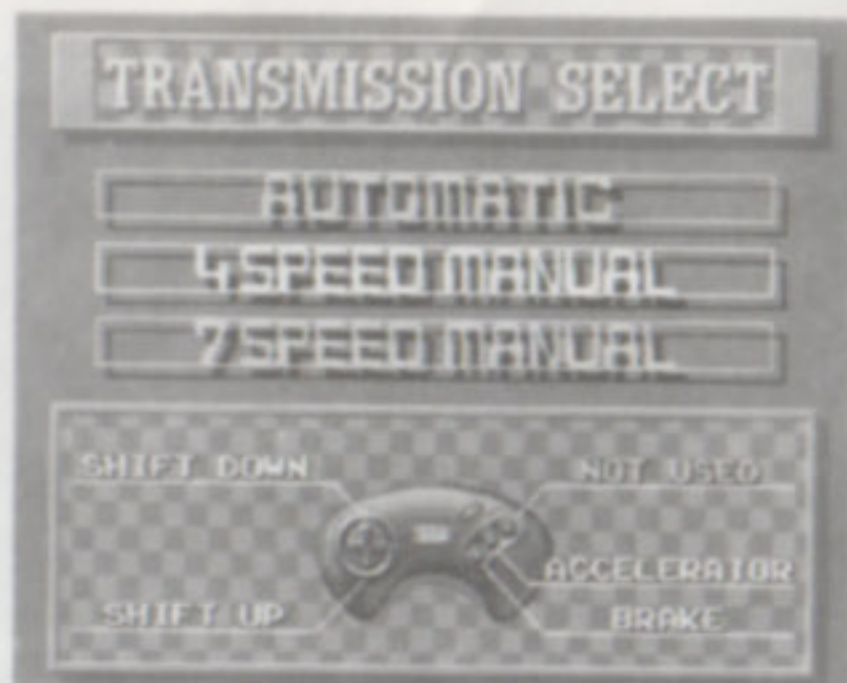 TRANSMISSION SELECT
AUTOMATIC
4 SPEED MANUAL
7 SPEED MANUAL
SHIFT DOWN
NOT USED
ACCELERATOR
SHIFT UP
BRAKE